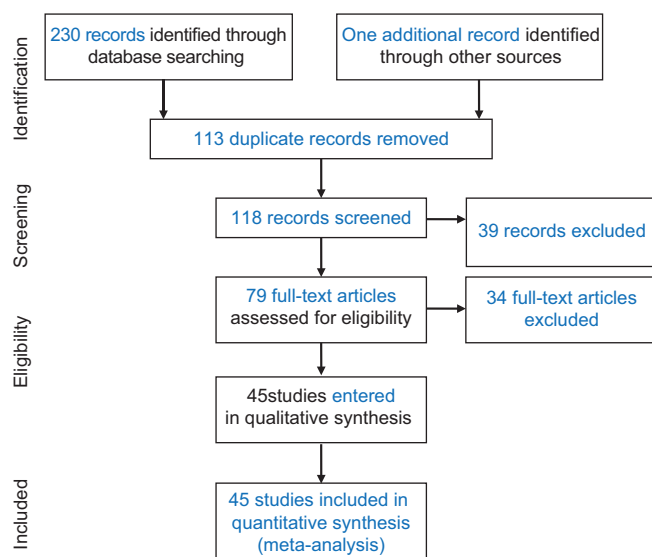 Identification
230 records identified through
database searching
One additional record identified
through other sources
113 duplicate records removed
Screening
118 records screened
39 records excluded
Eligibility
79 full-text articles
assessed for eligibility
34 full-text articles
excluded
45studies entered
in qualitative synthesis
Included
45 studies included in
quantitative synthesis
(meta-analysis)